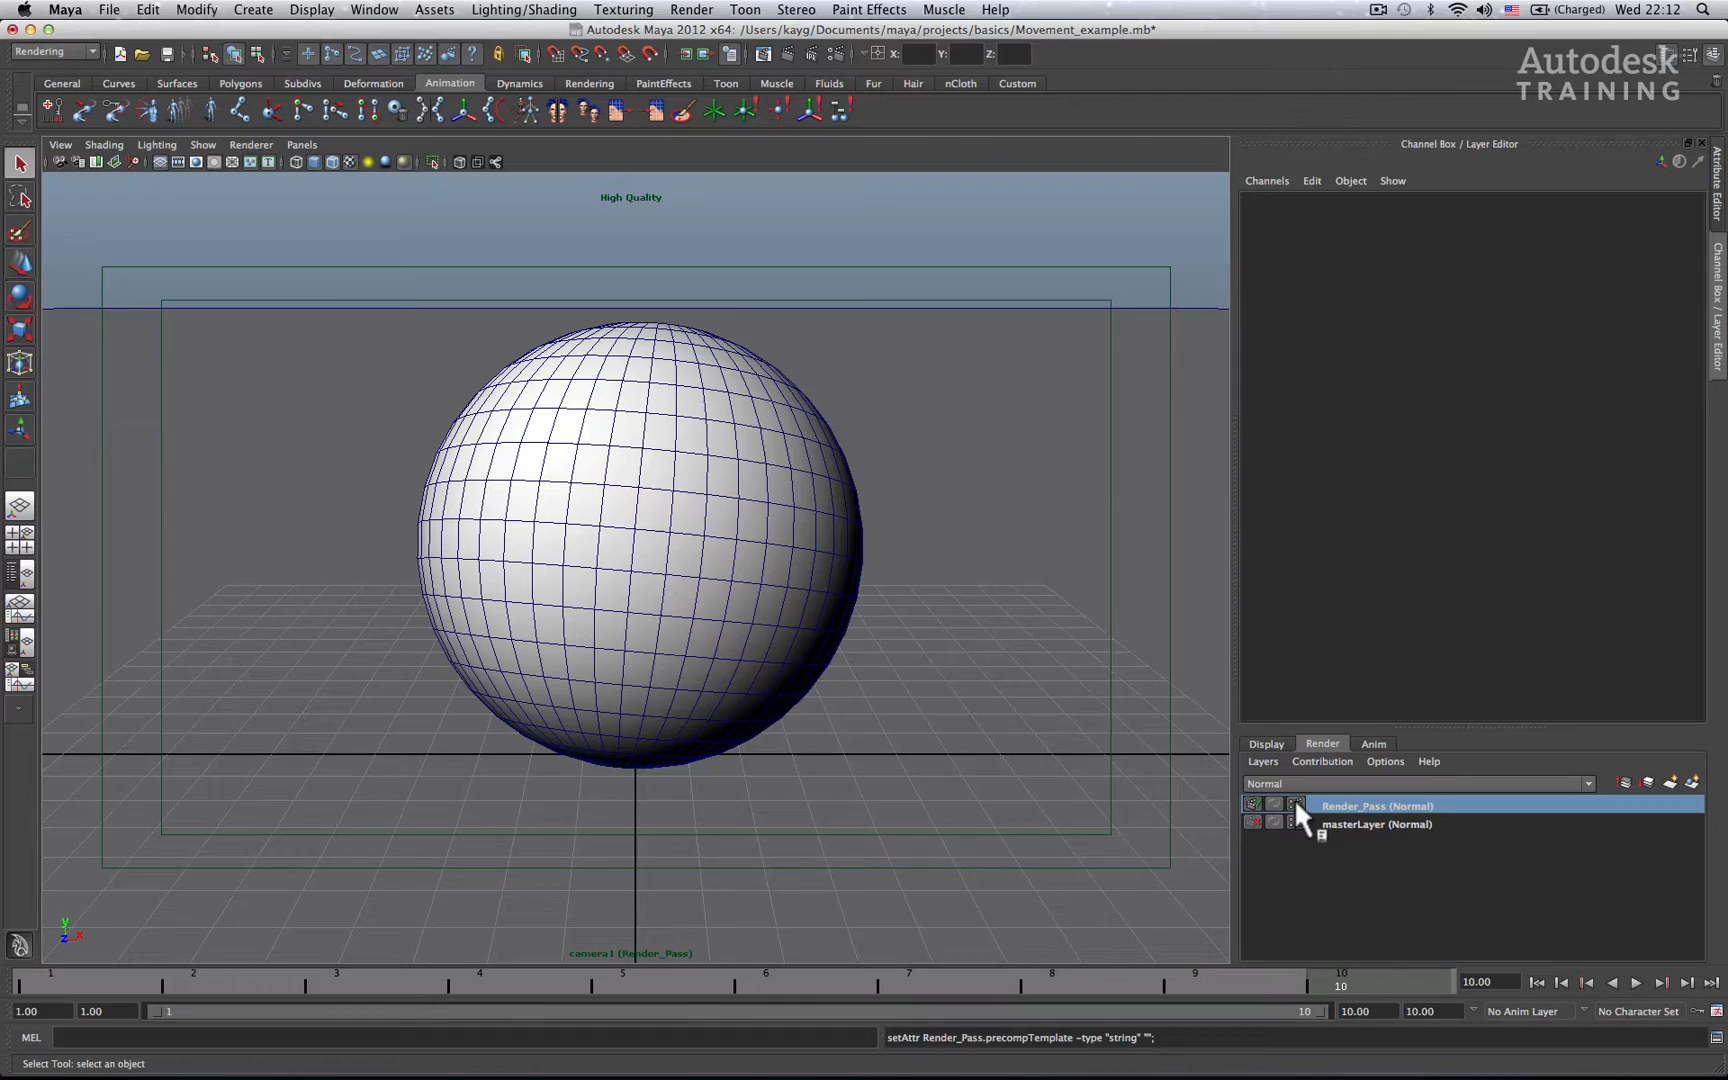 Maya File Edit Modify Create Display Window Assets Lighting/Shading Texturing Render Toon Stereo Paint Effects Muscle Help (Charged) Wed 22:12
Autodesk Maya 2012 x64: /Users/kayg/Documents/maya/projects/basics/Movement_example.mb*
Rendering X: Y: Z:
Autodesk
TRAINING
General Curves Surfaces Polygons Subdivs Deformation Animation Dynamics Rendering PaintEffects Toon Muscle Fluids Fur Hair nCloth Custom
View Shading Lighting Show Renderer Panels
Channel Box / Layer Editor
Channels Edit Object Show
Attribute Editor
Channel Box / Layer Editor
High Quality
Display Render Anim
Layers Contribution Options Help
Normal
Render_Pass (Normal)
masterLayer (Normal)
camera1 (Render_Pass)
y
z x
1 2 3 4 5 6 7 8 9 10
10
10.00
1.00 1.00 1 10 10.00 10.00 No Anim Layer No Character Set
MEL setAttr Render_Pass.precompTemplate -type "string" "";
Select Tool: select an object